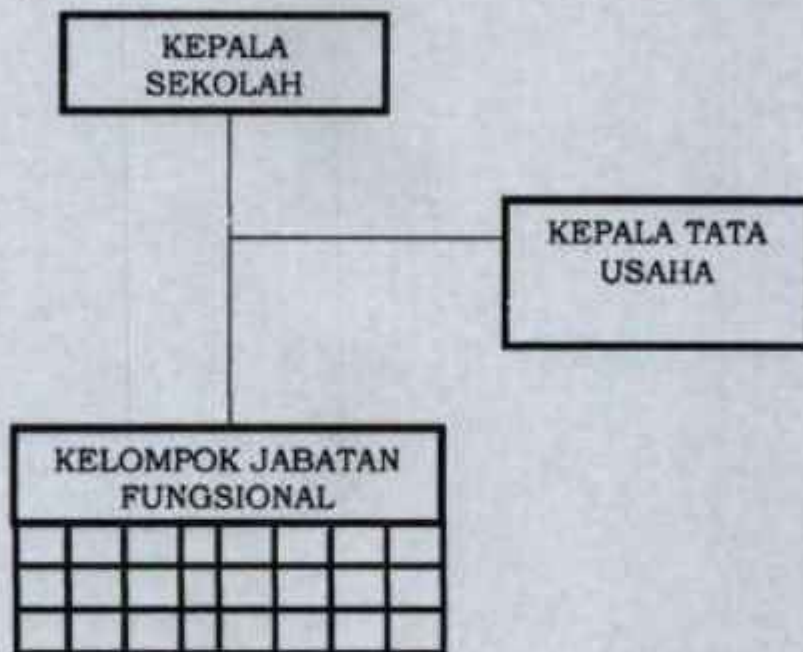 KEPALA
SEKOLAH
KEPALA TATA
USAHA
KELOMPOK JABATAN
FUNGSIONAL